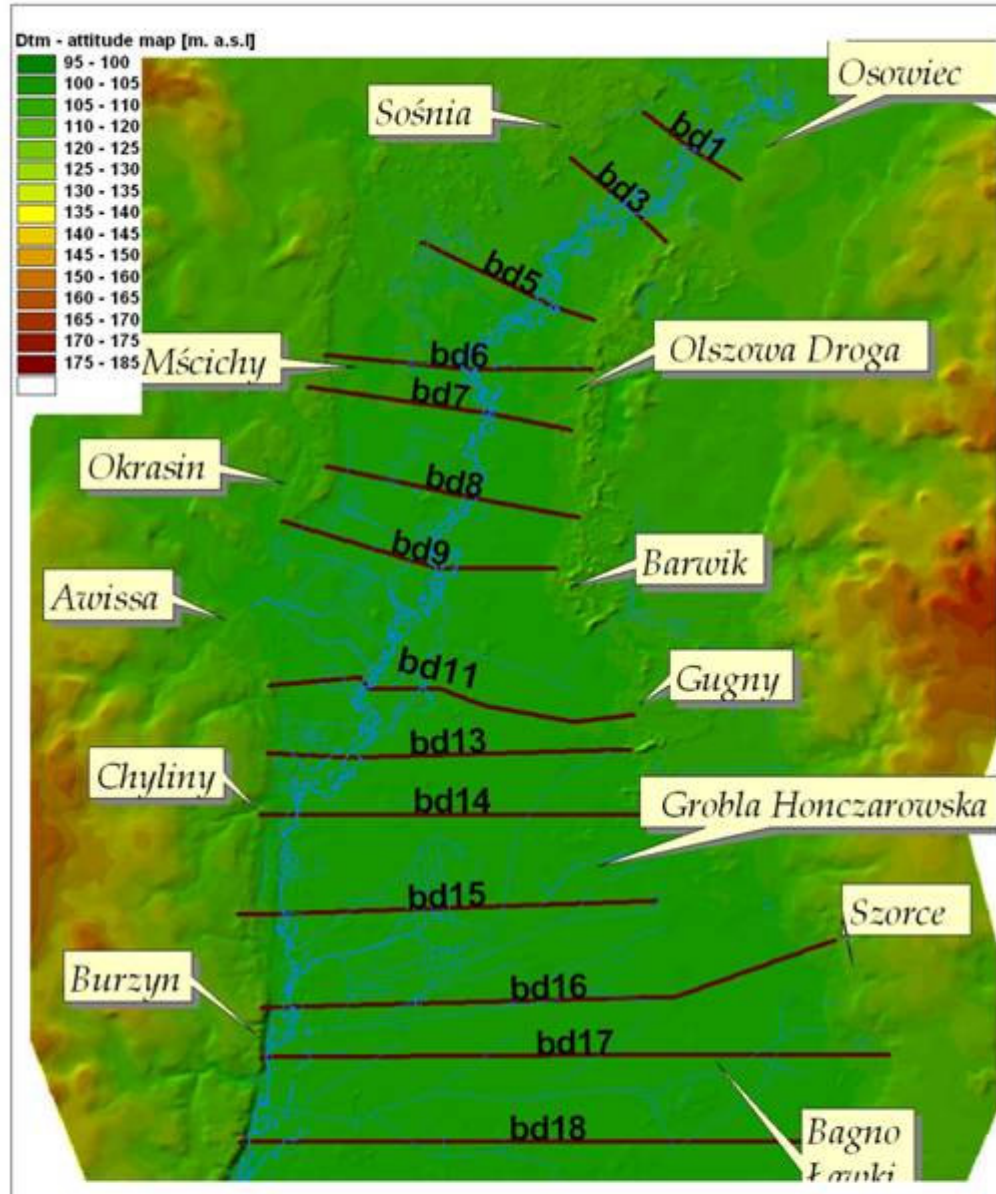 Dtm - attitude map [m. a.s.l]
95 - 100
100 - 105
105 - 110
110 - 120
120 - 125
125 - 130
130 - 135
135 - 140
140 - 145
145 - 150
150 - 155
160 - 165
165 - 170
170 - 175
175 - 185
Osowiec
Sośnia
bd1
bd3
bd5
bd6
Mścichy
Olszowa Droga
bd7
Okrasin
bd8
bd9
Barwik
Awissa
bd11
Gugny
bd13
Chyliny
bd14
Grobla Honczarowska
bd15
Szorce
Burzyn
bd16
bd17
bd18
Bagno
Ławki